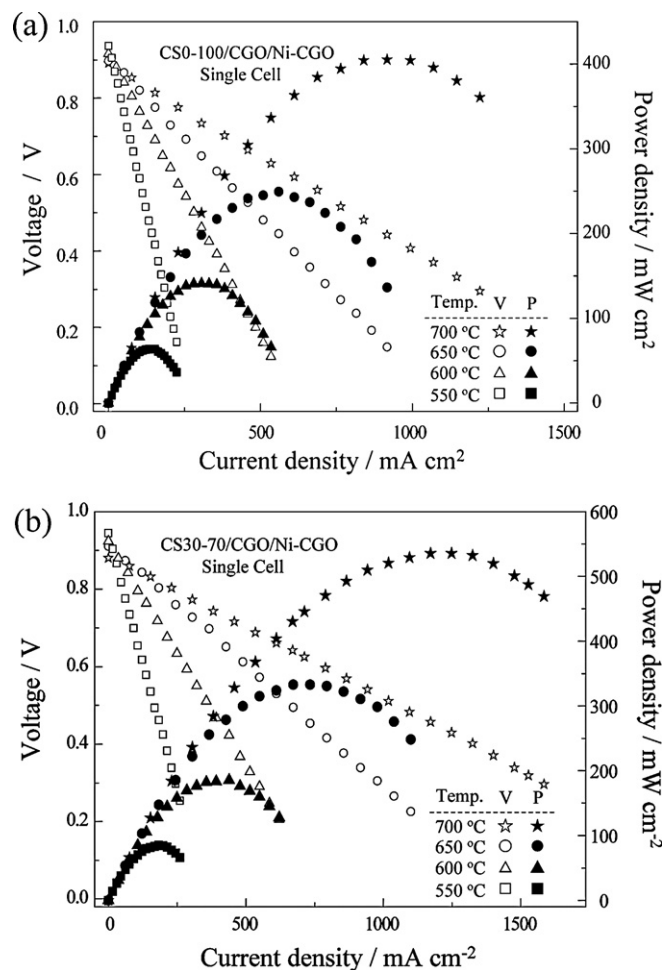 (a)
CS0-100/CGO/Ni-CGO
Single Cell
1.0
0.8
0.6
0.4
0.2
0.0
Voltage / V
400
300
200
100
0
Power density / mW cm²
Temp. V P
700 ºC
650 ºC
600 ºC
550 ºC
0 500 1000 1500
Current density / mA cm²
(b)
CS30-70/CGO/Ni-CGO
Single Cell
1.0
0.8
0.6
0.4
0.2
0.0
Voltage / V
600
500
400
300
200
100
0
Power density / mW cm⁻²
Temp. V P
700 ºC
650 ºC
600 ºC
550 ºC
0 250 500 750 1000 1250 1500
Current density / mA cm⁻²